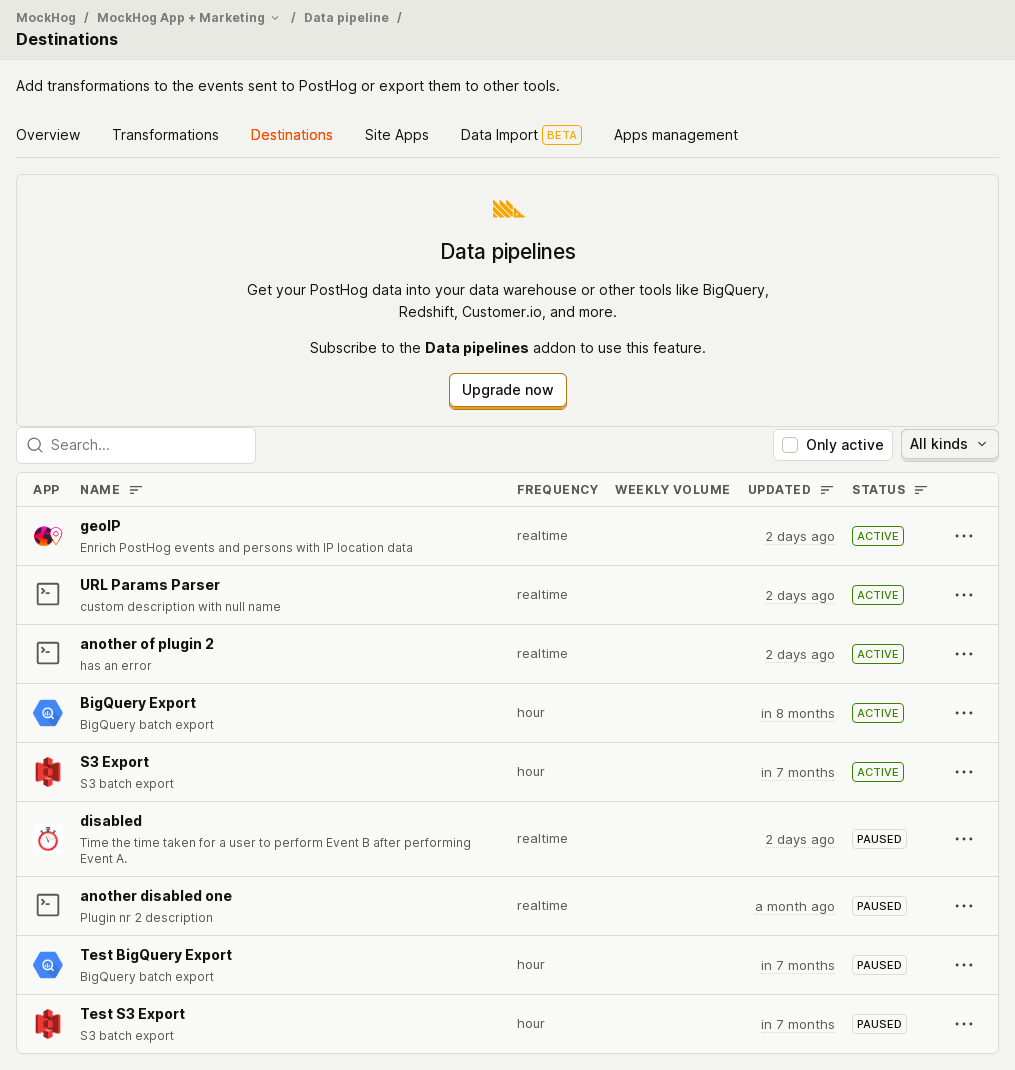 MockHog / MockHog App + Marketing / Data pipeline /
Destinations
Add transformations to the events sent to PostHog or export them to other tools.
Overview Transformations Destinations Site Apps Data Import BETA Apps management
Data pipelines
Get your PostHog data into your data warehouse or other tools like BigQuery,
Redshift, Customer.io, and more.
Subscribe to the Data pipelines addon to use this feature.
Upgrade now
Search... Only active All kinds
APP NAME FREQUENCY WEEKLY VOLUME UPDATED STATUS
geoIP
Enrich PostHog events and persons with IP location data
realtime 2 days ago ACTIVE
URL Params Parser
custom description with null name
realtime 2 days ago ACTIVE
another of plugin 2
has an error
realtime 2 days ago ACTIVE
BigQuery Export
BigQuery batch export
hour in 8 months ACTIVE
S3 Export
S3 batch export
hour in 7 months ACTIVE
disabled
Time the time taken for a user to perform Event B after performing
Event A.
realtime 2 days ago PAUSED
another disabled one
Plugin nr 2 description
realtime a month ago PAUSED
Test BigQuery Export
BigQuery batch export
hour in 7 months PAUSED
Test S3 Export
S3 batch export
hour in 7 months PAUSED